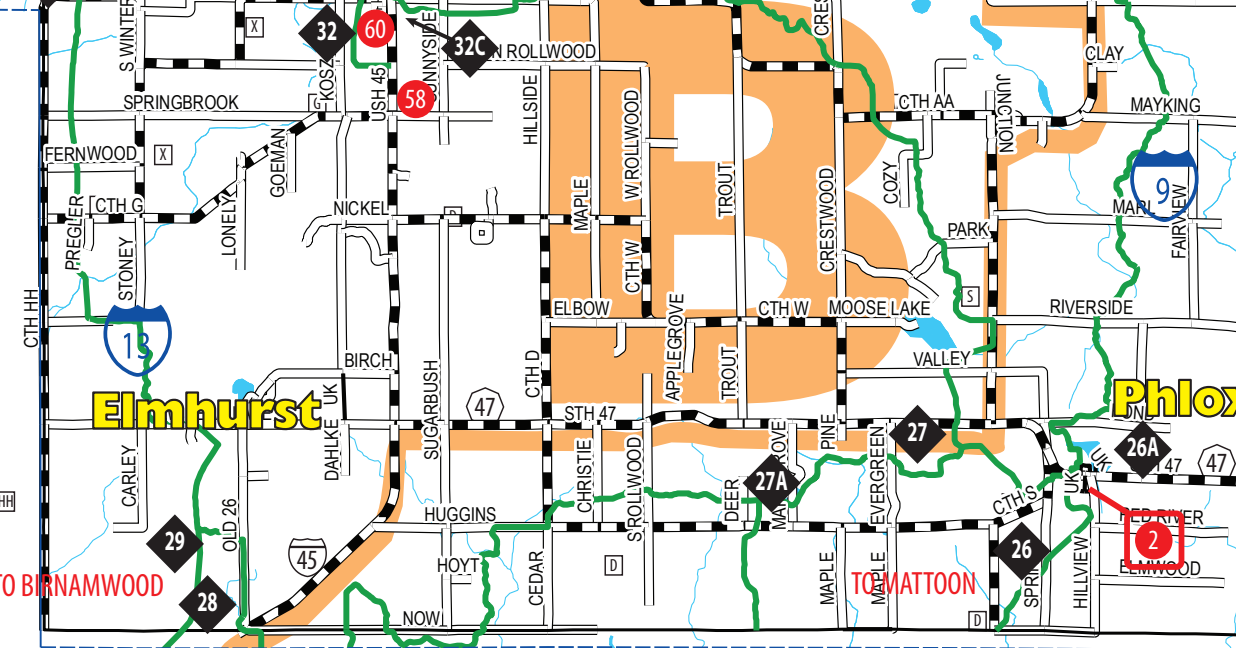 S WINTER
X
32
60
KOSZ
32C
N ROLLWOOD
CRES
CLAY
USH 45
58
SPRINGBROOK
HILLSIDE
W ROLLWOOD
B
CTH AA
JUNCTION
MAYKING
FERNWOOD
X
GOEMAN
MAPLE
TROUT
CRESTWOOD
COZY
9
CTH G
PREGLER
LONELY
NICKEL
FAIRVIEW
PARK
STONEY
CTH W
S
CTH HH
ELBOW
CTH W
MOOSE LAKE
RIVERSIDE
13
APPLEGROVE
BIRCH
SUGARBUSH
CTH D
TROUT
VALLEY
Elmhurst
UK
47
STH 47
PINE
Phlox
DAHLKE
27
26A
CARLEY
CHRISTIE
S ROLLWOOD
27A
DEER
EVERGREEN
UK
UK
47
47
HH
OLD 26
HUGGINS
CTH S
RED RIVER
29
45
HOYT
CEDAR
D
26
2
ELMWOOD
TO BIRNAMWOOD
28
MAPLE
MAPLE
TO MATTOON
HILLVIEW
NOW
D